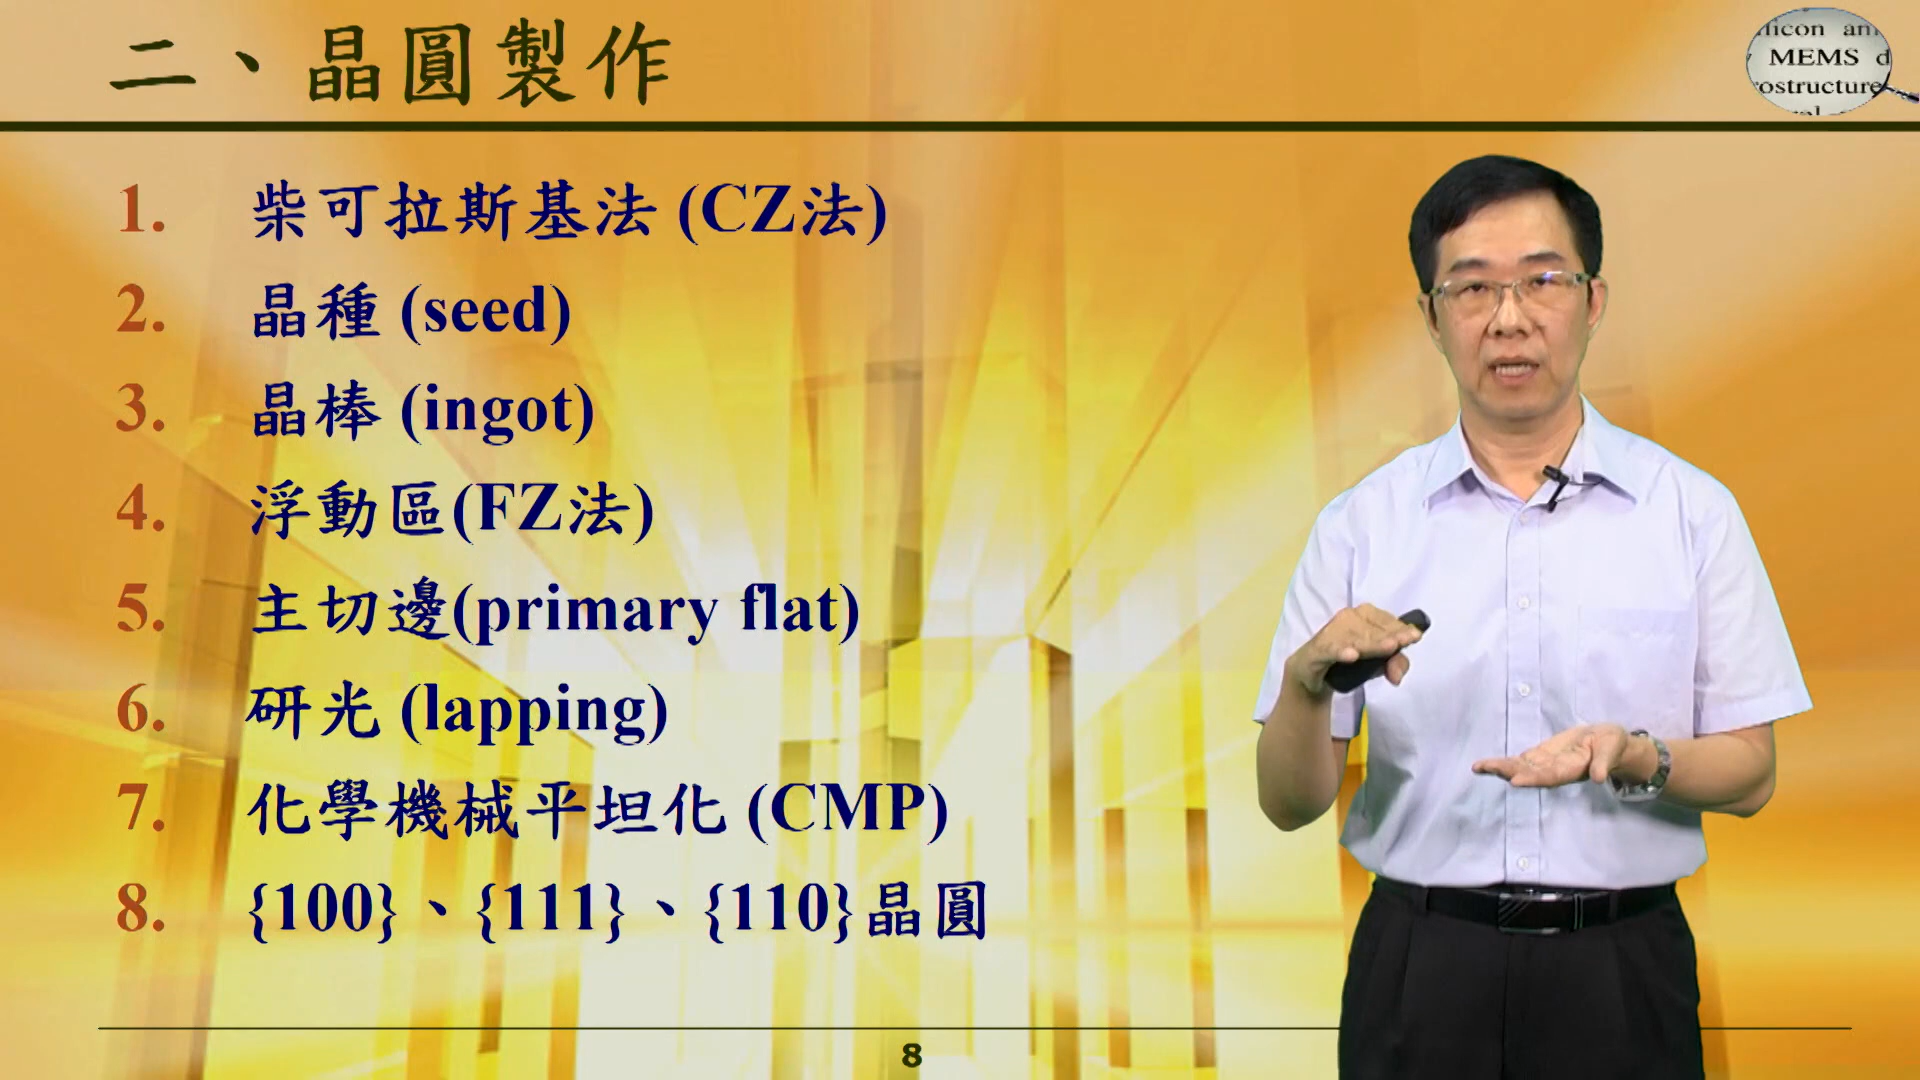 二、晶圓製作
MEMS
1. 柴可拉斯基法 (CZ法)
2. 晶種 (seed)
3. 晶棒 (ingot)
4. 浮動區(FZ法)
5. 主切邊(primary flat)
6. 研光 (lapping)
7. 化學機械平坦化 (CMP)
8. {100}、{111}、{110}晶圓
8